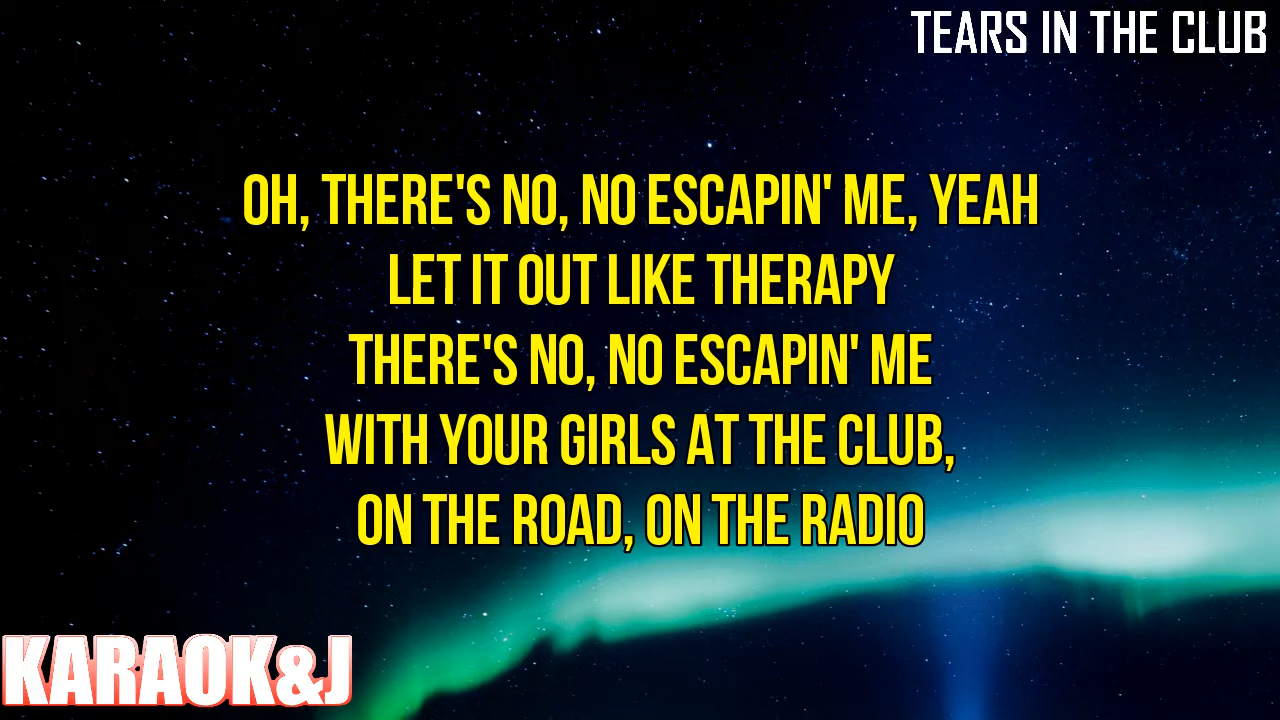 TEARS IN THE CLUB
OH, THERE'S NO, NO ESCAPIN' ME, YEAH
LET IT OUT LIKE THERAPY
THERE'S NO, NO ESCAPIN' ME
WITH YOUR GIRLS AT THE CLUB,
ON THE ROAD, ON THE RADIO
KARAOK&J